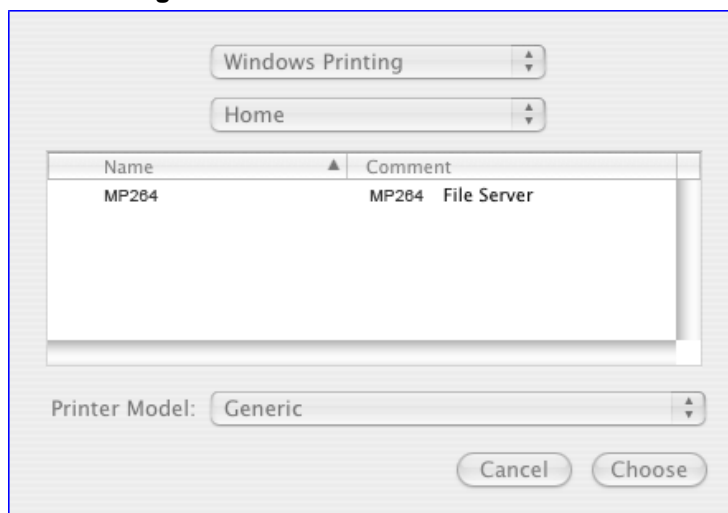 Windows Printing
Home
Name Comment
MP264 MP264 File Server
Printer Model: Generic
Cancel Choose